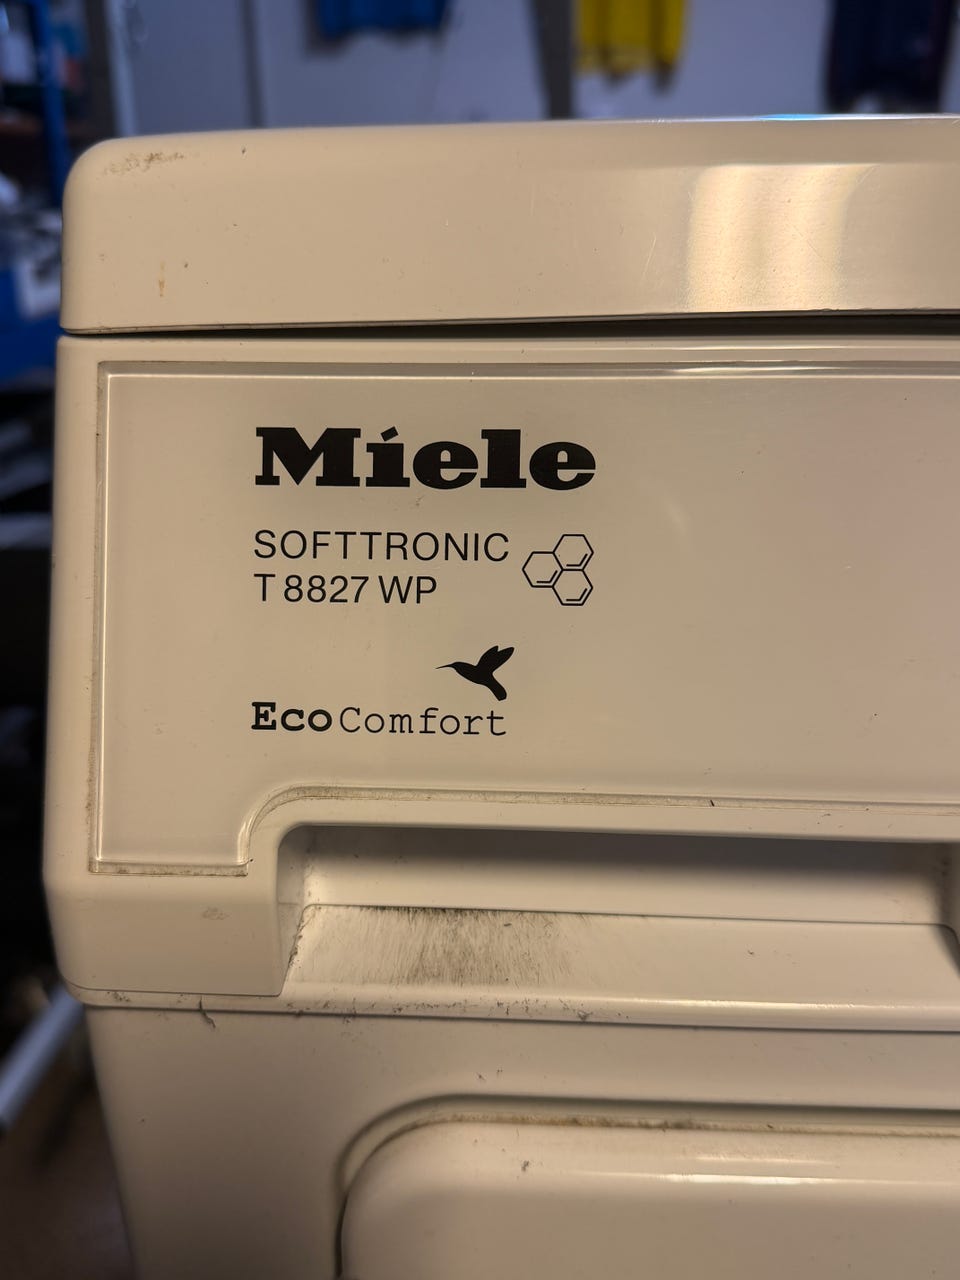 Miele
SOFTTRONIC
T 8827 WP
EcoComfort